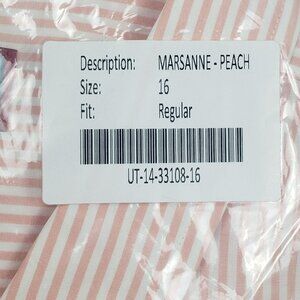 Description: MARSANNE - PEACH
Size: 16
Fit: Regular
UT-14-33108-16